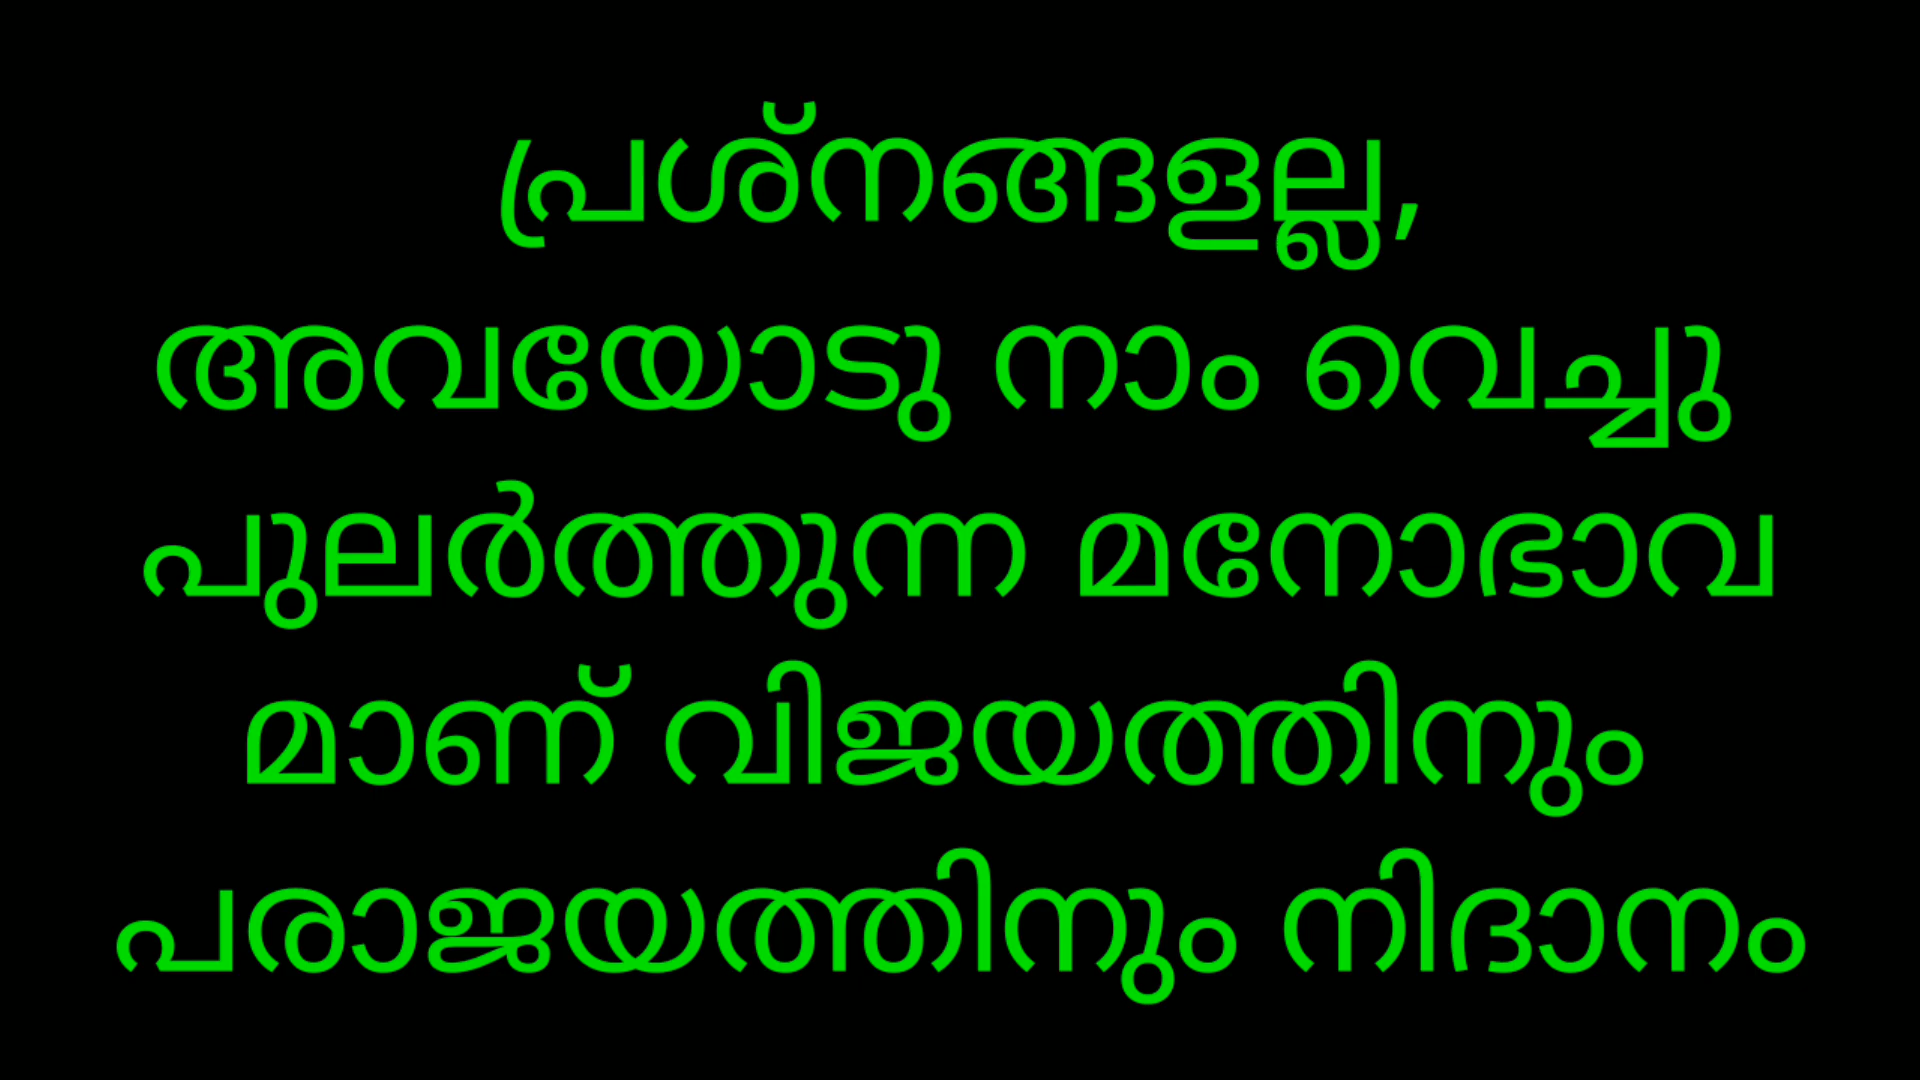 പ്രശ്നങ്ങളല്ല,
അവയോടു നാം വെച്ചു
പുലർത്തുന്ന മനോഭാവ
മാണ് വിജയത്തിനും
പരാജയത്തിനും നിദാനം